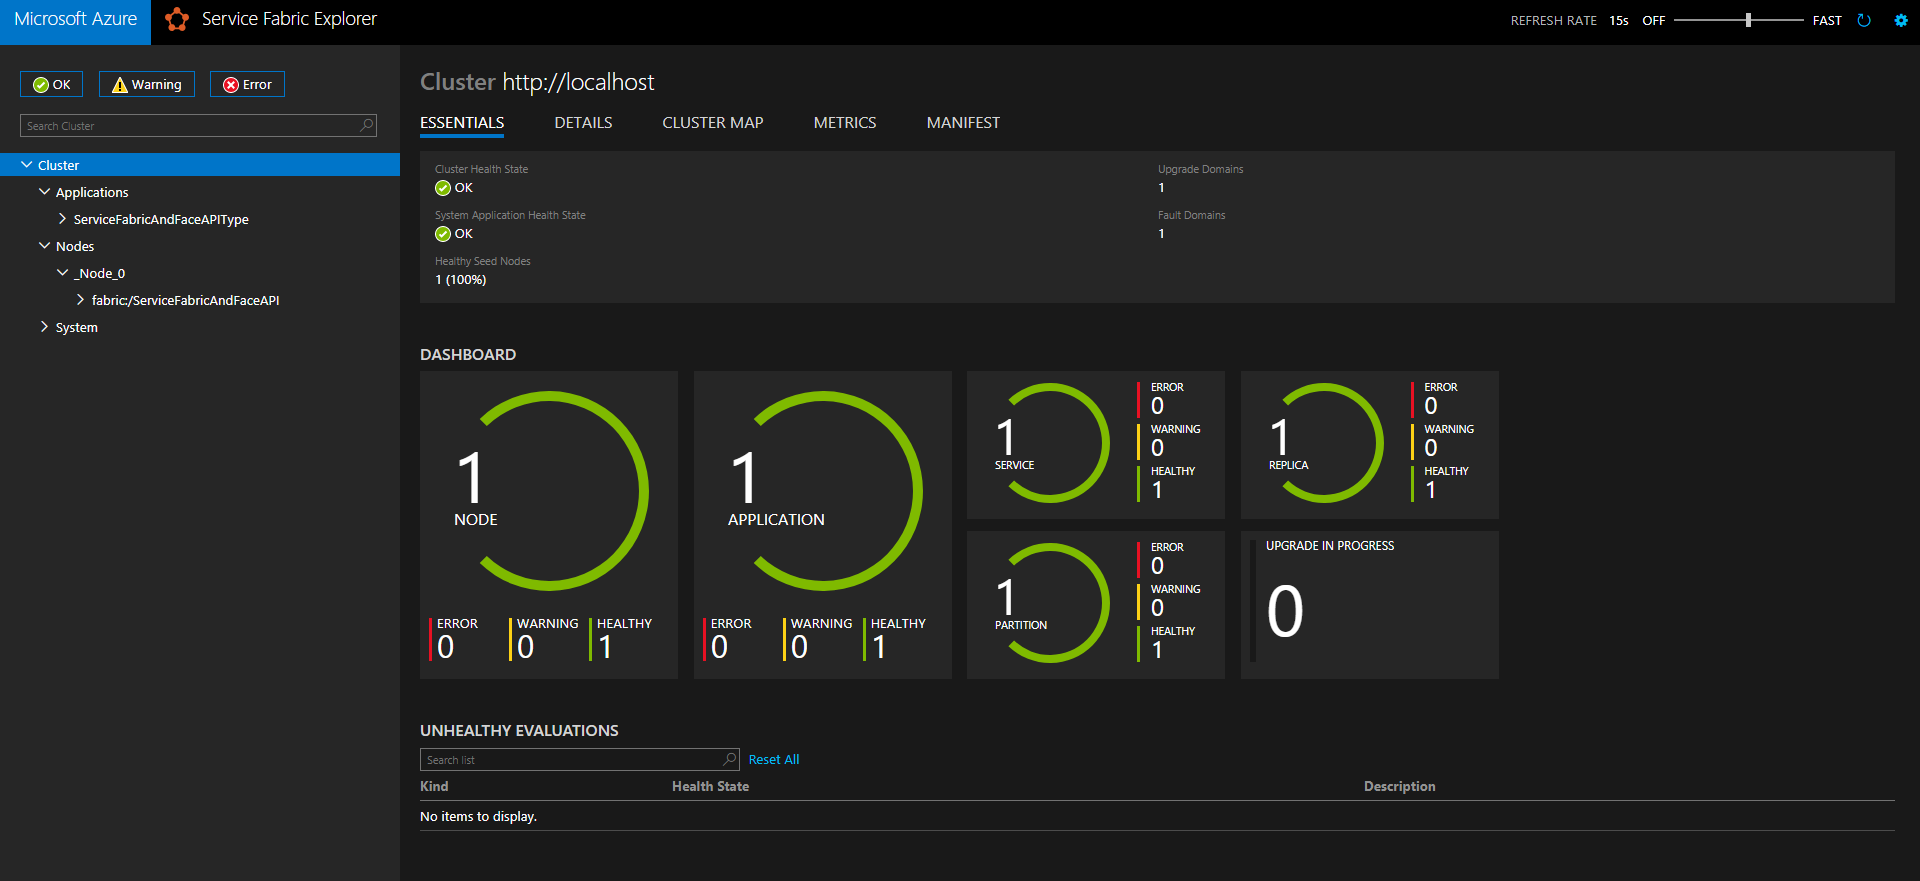 Microsoft Azure
Service Fabric Explorer
REFRESH RATE 15s OFF FAST
OK
Warning
Error
Search Cluster
Cluster
Applications
ServiceFabricAndFaceAPIType
Nodes
_Node_0
fabric:/ServiceFabricAndFaceAPI
System
Cluster http://localhost
ESSENTIALS
DETAILS
CLUSTER MAP
METRICS
MANIFEST
Cluster Health State
OK
System Application Health State
OK
Healthy Seed Nodes
1 (100%)
Upgrade Domains
1
Fault Domains
1
DASHBOARD
1
NODE
ERROR
0
WARNING
0
HEALTHY
1
1
APPLICATION
ERROR
0
WARNING
0
HEALTHY
1
1
SERVICE
ERROR
0
WARNING
0
HEALTHY
1
1
REPLICA
ERROR
0
WARNING
0
HEALTHY
1
1
PARTITION
ERROR
0
WARNING
0
HEALTHY
1
UPGRADE IN PROGRESS
0
UNHEALTHY EVALUATIONS
Search list
Reset All
Kind Health State Description
No items to display.